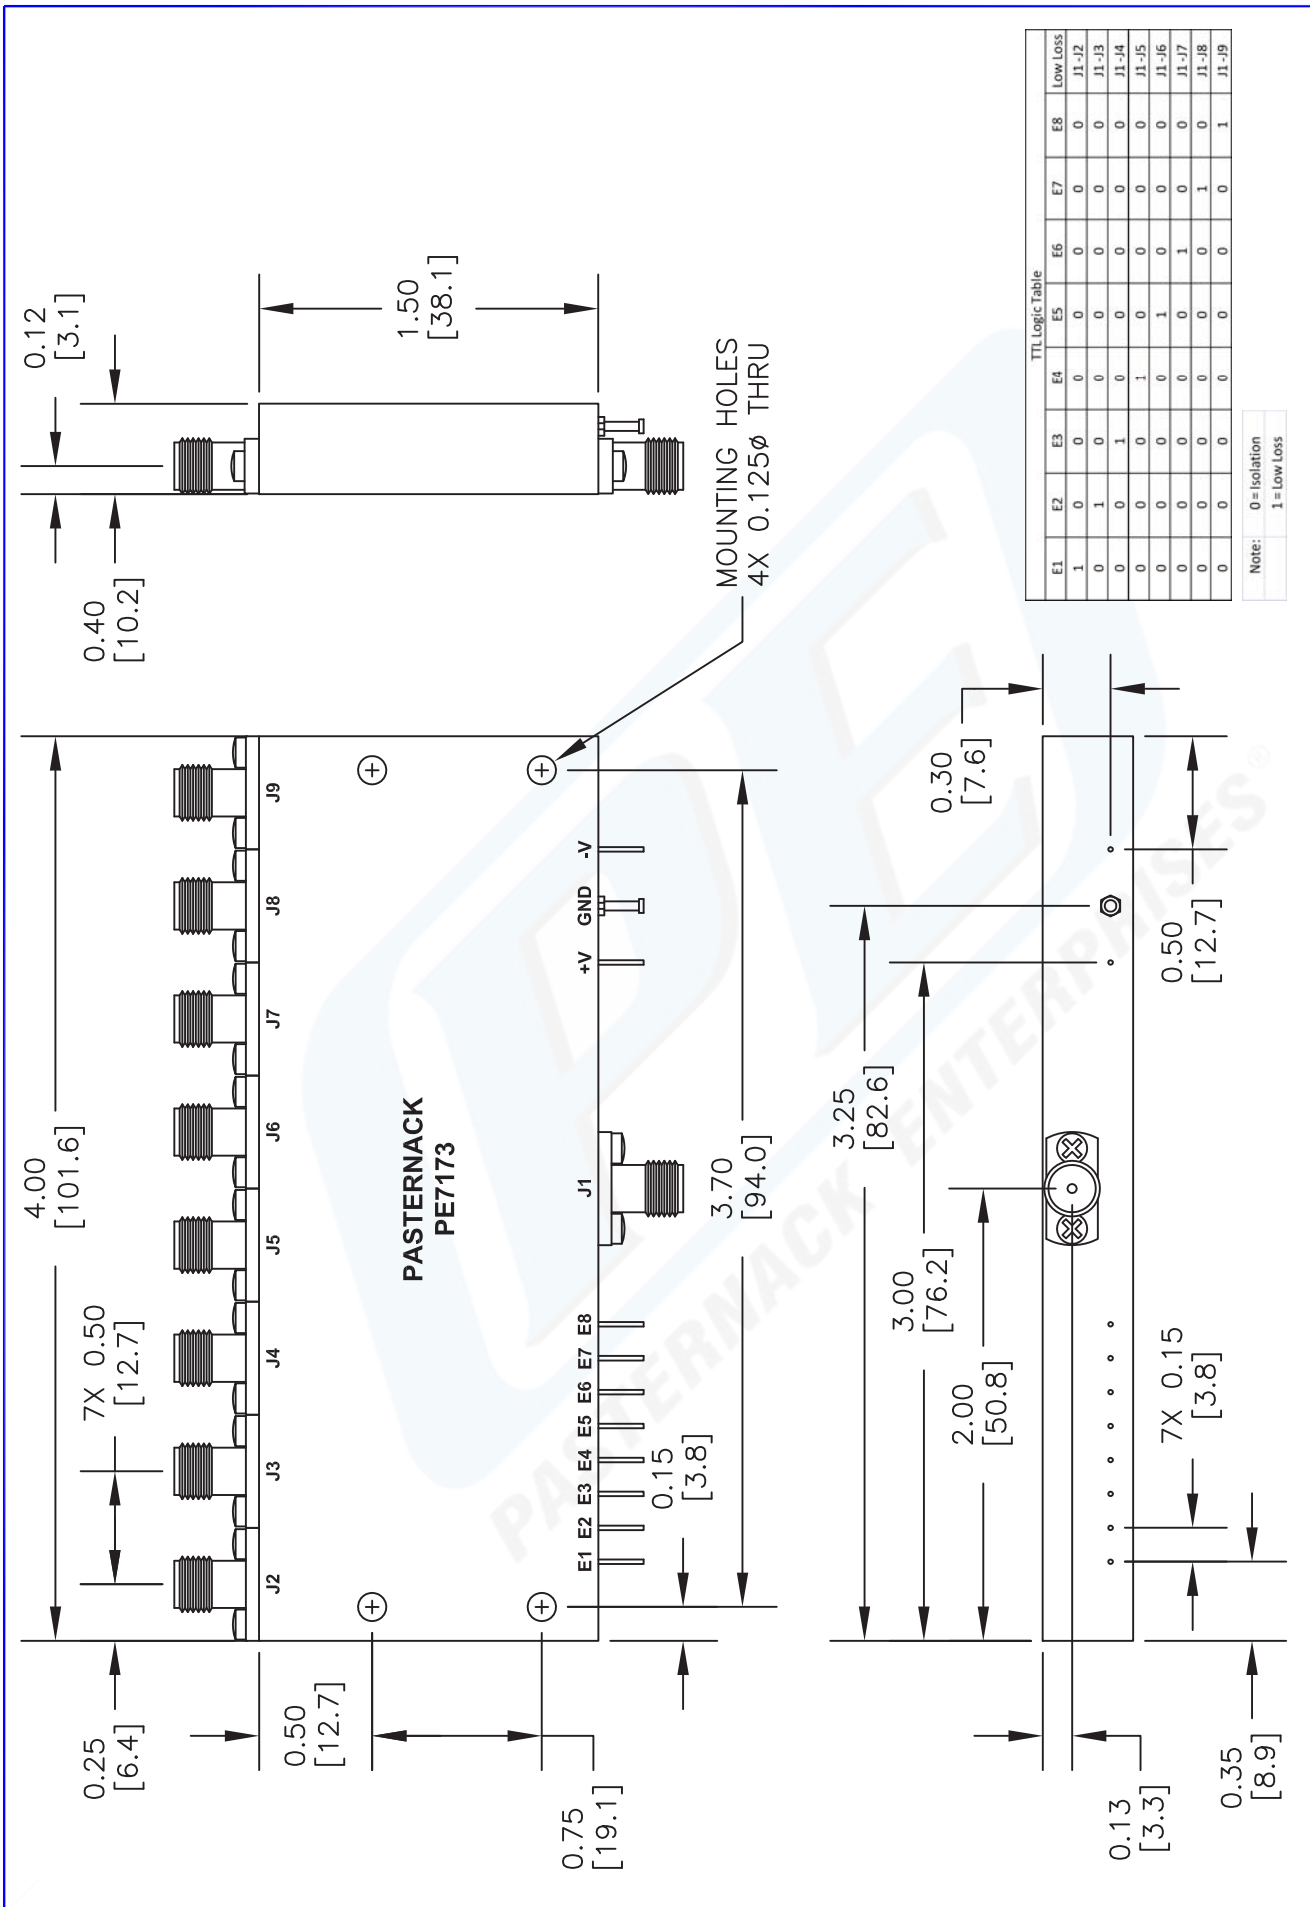 4.00
[101.6]
7X 0.50
[12.7]
0.25
[6.4]
J2
J3
J4
J5
J6
J7
J8
J9
PASTERNACK
PE7173
E1 E2 E3 E4 E5 E6 E7 E8
J1
+V GND -V
0.50
[12.7]
0.75
[19.1]
0.15
[3.8]
3.70
[94.0]
MOUNTING HOLES
4X 0.125ø THRU
0.12
[3.1]
0.40
[10.2]
1.50
[38.1]
3.25
[82.6]
3.00
[76.2]
2.00
[50.8]
0.30
[7.6]
0.50
[12.7]
7X 0.15
[3.8]
0.13
[3.3]
0.35
[8.9]
TTL Logic Table
E1 E2 E3 E4 E5 E6 E7 E8 Low Loss
1 0 0 0 0 0 0 0 J1-J2
0 1 0 0 0 0 0 0 J1-J3
0 0 1 0 0 0 0 0 J1-J4
0 0 0 1 0 0 0 0 J1-J5
0 0 0 0 1 0 0 0 J1-J6
0 0 0 0 0 1 0 0 J1-J7
0 0 0 0 0 0 1 0 J1-J8
0 0 0 0 0 0 0 1 J1-J9
Note: 0 = Isolation
1 = Low Loss
PE
PASTERNACK ENTERPRISES®